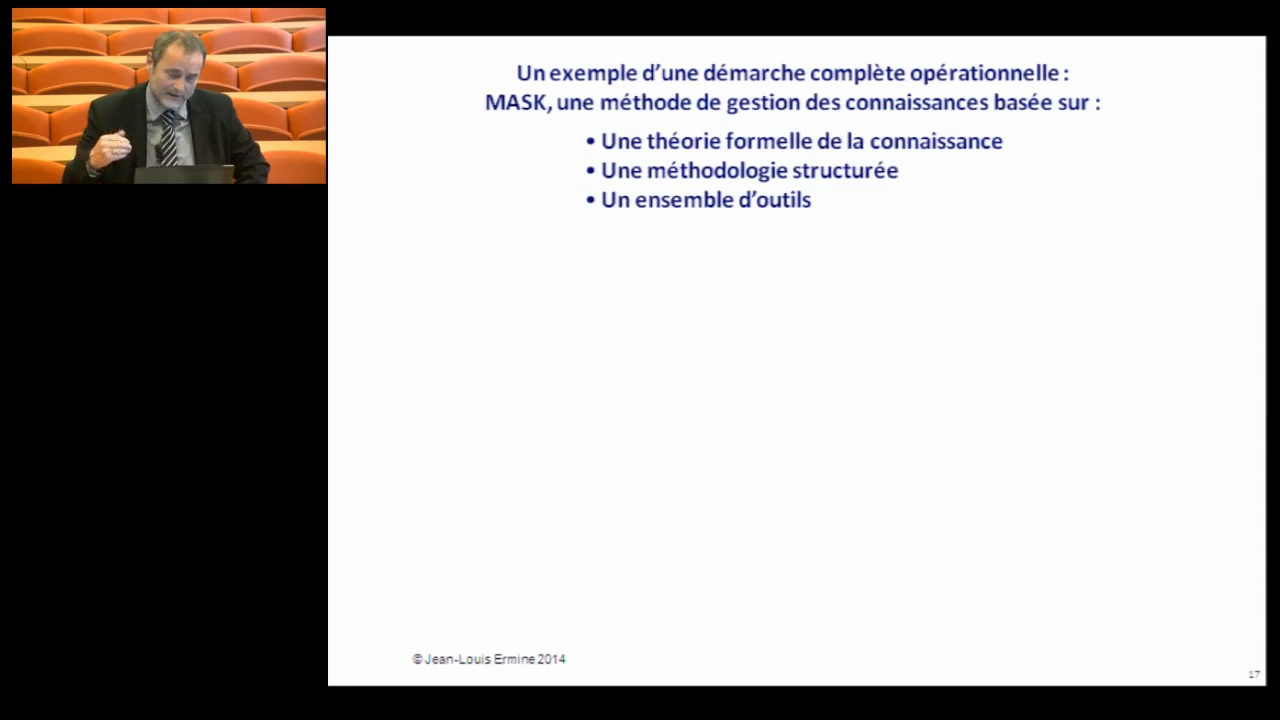 Un exemple d'une démarche complète opérationnelle :
MASK, une méthode de gestion des connaissances basée sur :
• Une théorie formelle de la connaissance
• Une méthodologie structurée
• Un ensemble d'outils
© Jean-Louis Ermine 2014
17